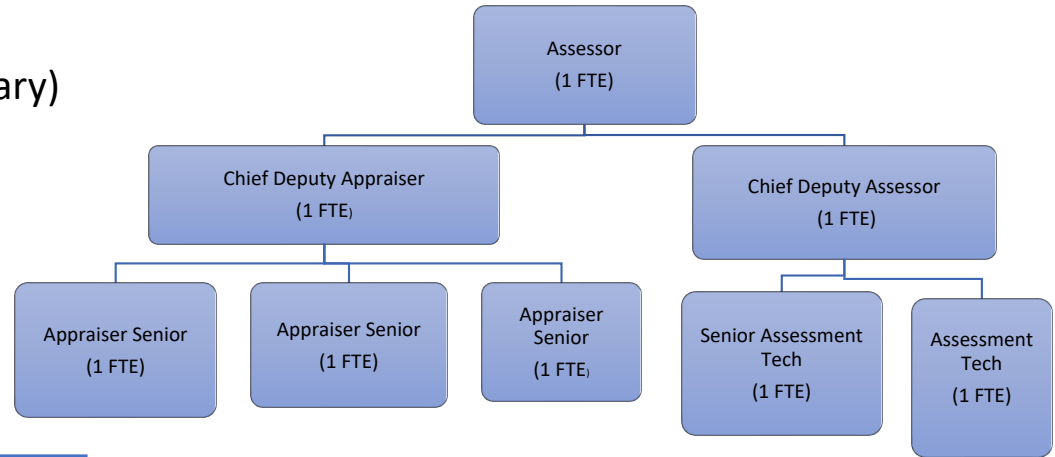 ary)
Assessor
(1 FTE)
Chief Deputy Appraiser
(1 FTE)
Chief Deputy Assessor
(1 FTE)
Appraiser Senior
(1 FTE)
Appraiser Senior
(1 FTE)
Appraiser
Senior
(1 FTE)
Senior Assessment
Tech
(1 FTE)
Assessment
Tech
(1 FTE)